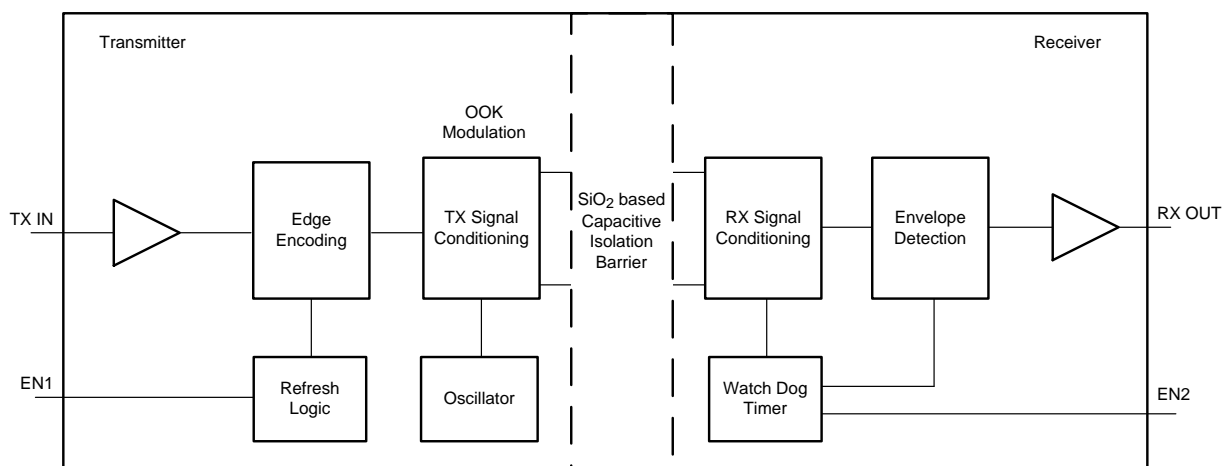 Transmitter
Receiver
OOK
Modulation
TX IN
Edge
Encoding
TX Signal
Conditioning
SiO2 based
Capacitive
Isolation
Barrier
RX Signal
Conditioning
Envelope
Detection
RX OUT
EN1
Refresh
Logic
Oscillator
Watch Dog
Timer
EN2